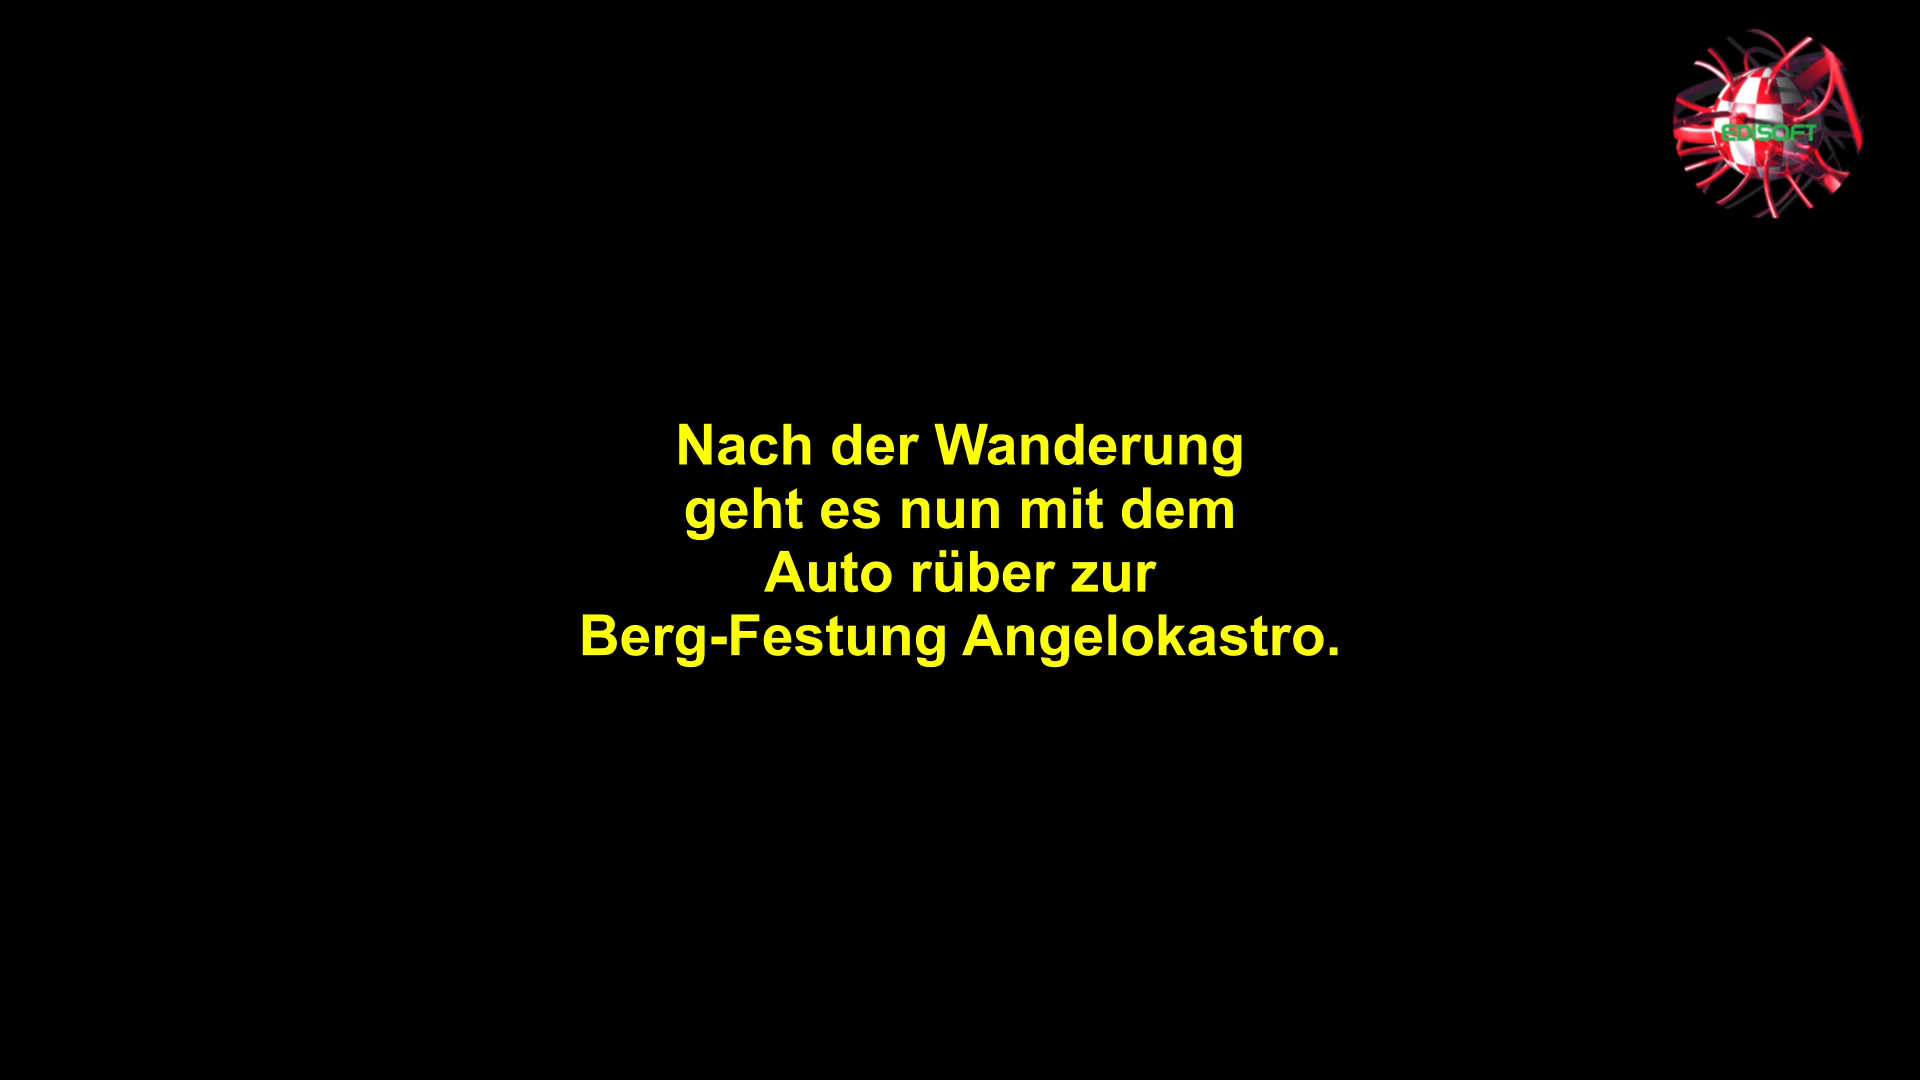 EDISOFT
Nach der Wanderung
geht es nun mit dem
Auto rüber zur
Berg-Festung Angelokastro.